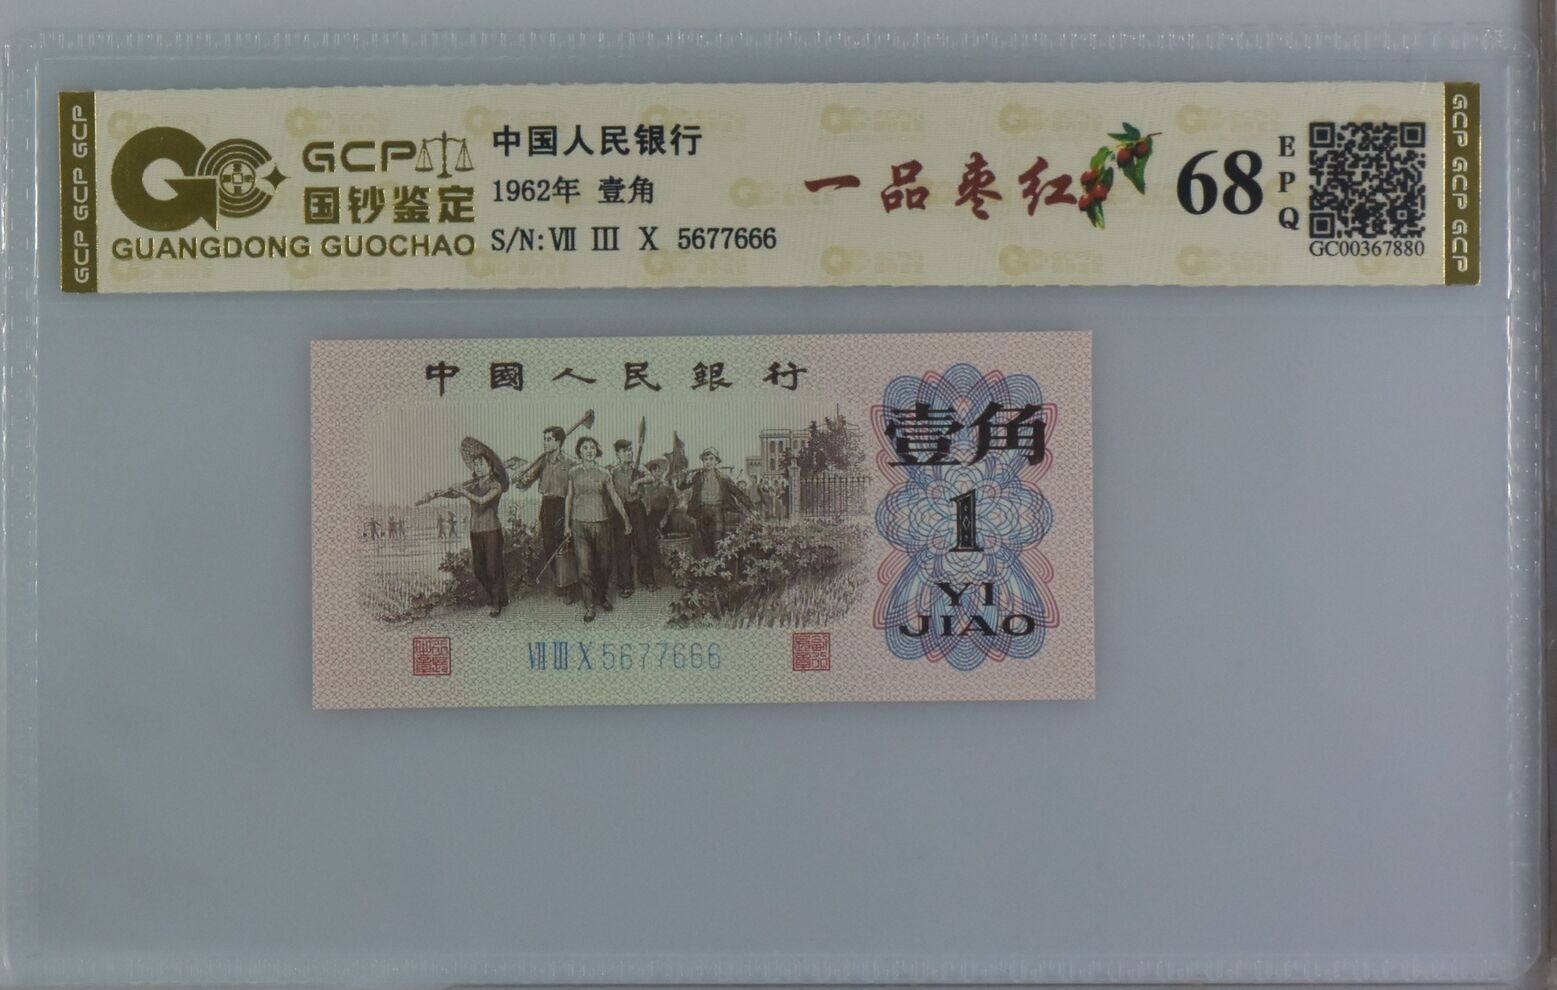 GCP GCP GCP
GCP
国钞鉴定
GUANGDONG GUOCHAO
中国人民银行
1962年 壹角
S/N: Ⅶ Ⅲ Ⅹ 5677666
一品枣红
68
EPQ
GC00367880
GCP GCP GCP
中國人民銀行
壹角
1
YI
JIAO
Ⅶ Ⅲ Ⅹ 5677666